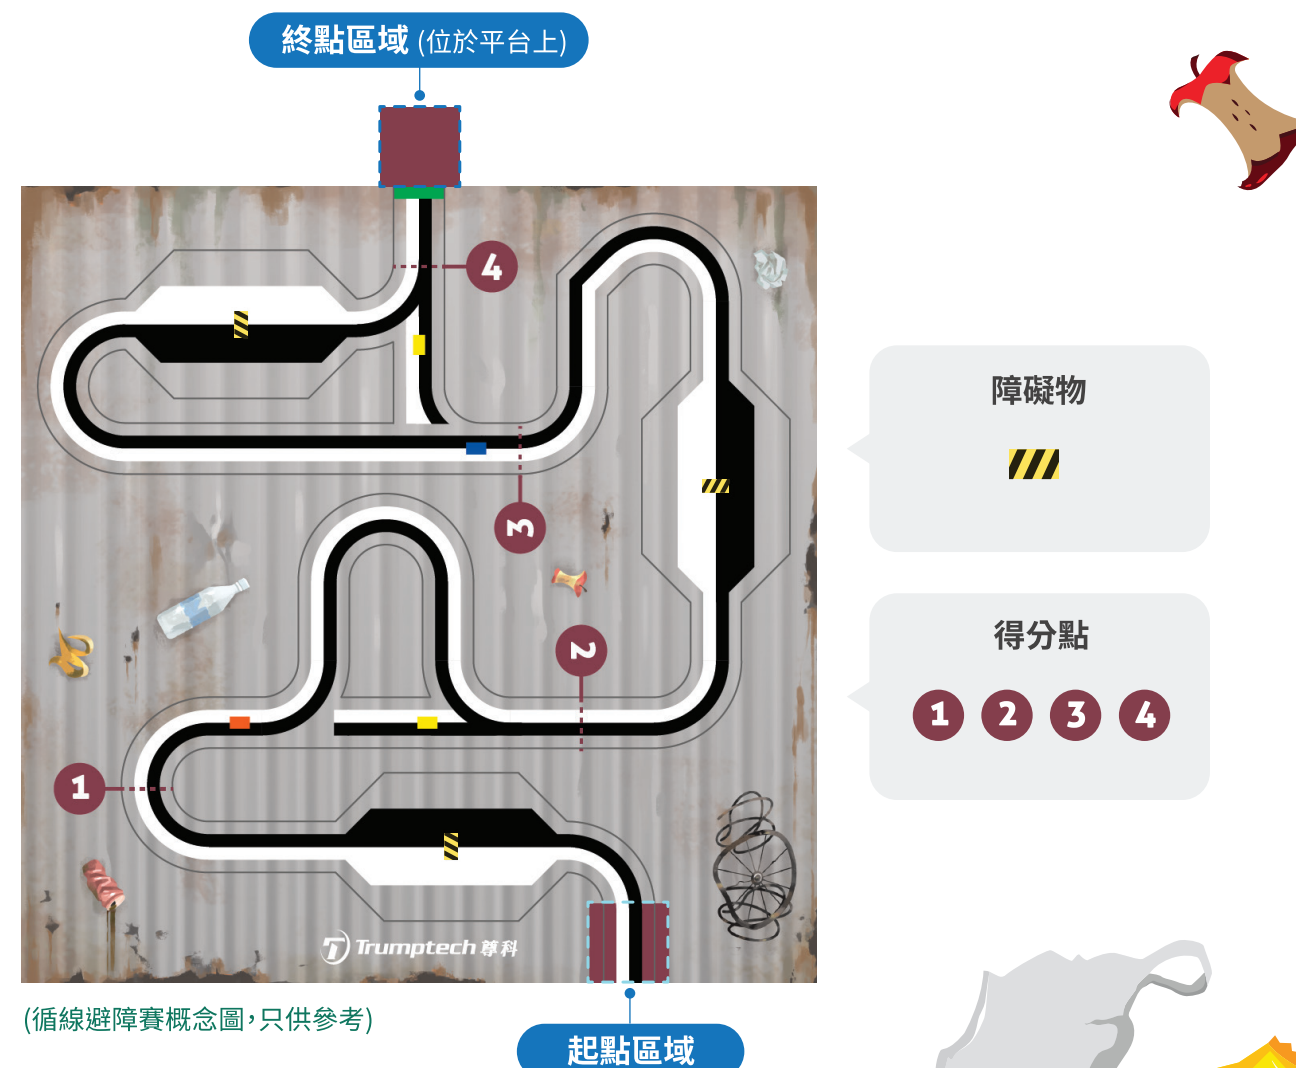 終點區域 (位於平台上)
4
障礙物
3
得分點
2
1 2 3 4
1
Trumptech 尊科
(循線避障賽概念圖，只供參考)
起點區域